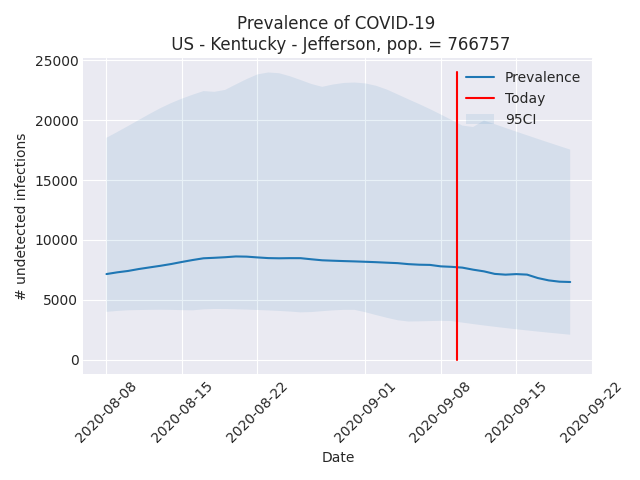 Prevalence of COVID-19
US - Kentucky - Jefferson, pop. = 766757
25000
20000
15000
10000
5000
0
# undetected infections
Prevalence
Today
95CI
2020-08-08
2020-08-15
2020-08-22
2020-09-01
2020-09-08
2020-09-15
2020-09-22
Date